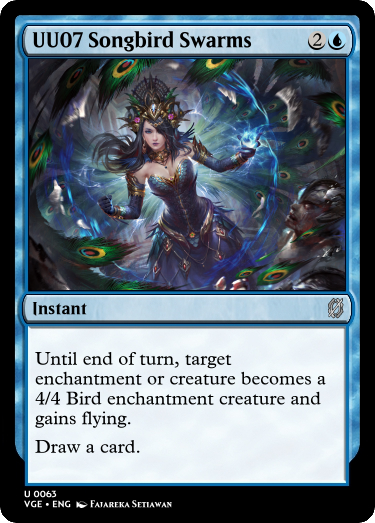 UU07 Songbird Swarms 2
Instant
Until end of turn, target
enchantment or creature becomes a
4/4 Bird enchantment creature and
gains flying.
Draw a card.
U 0063
VGE • ENG Fajareka Setiawan